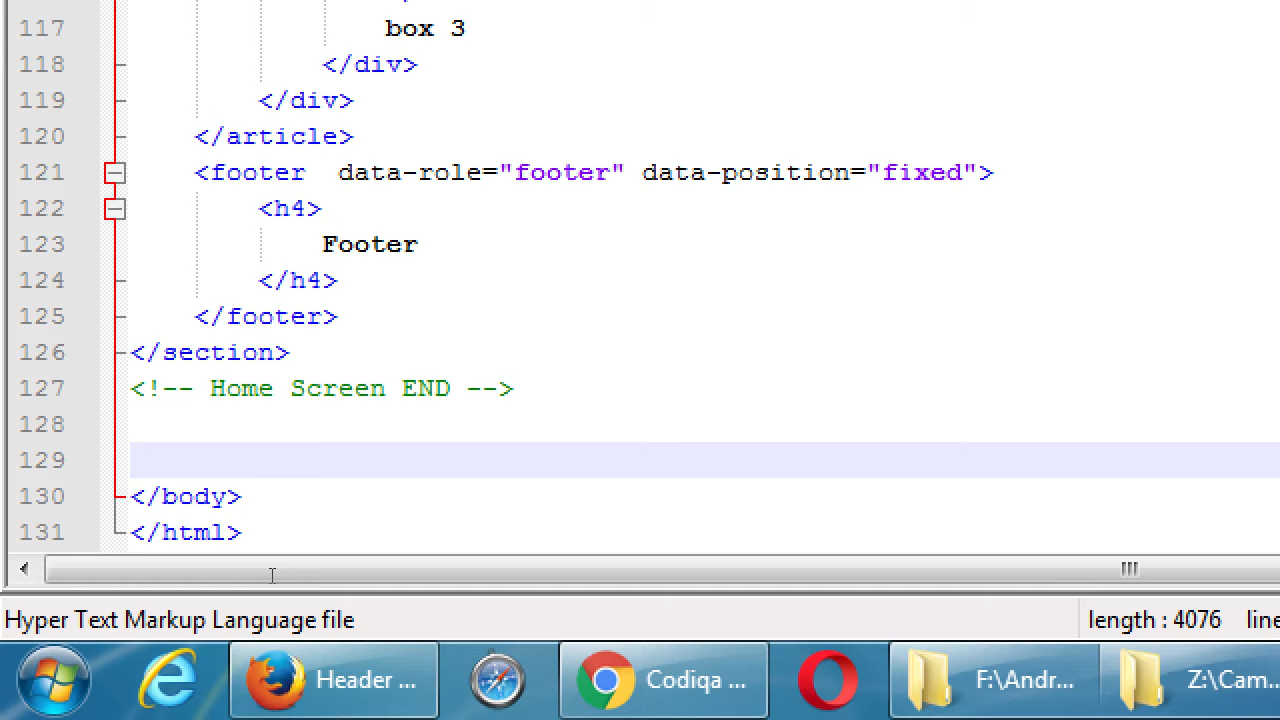 117 box 3
118 </div>
119 </div>
120 </article>
121 <footer  data-role="footer" data-position="fixed">
122 <h4>
123 Footer
124 </h4>
125 </footer>
126 </section>
127 <!-- Home Screen END -->
128
129
130 </body>
131 </html>
Hyper Text Markup Language file length : 4076 line
Header ... Codiqa ... F:\Andr... Z:\Cam...